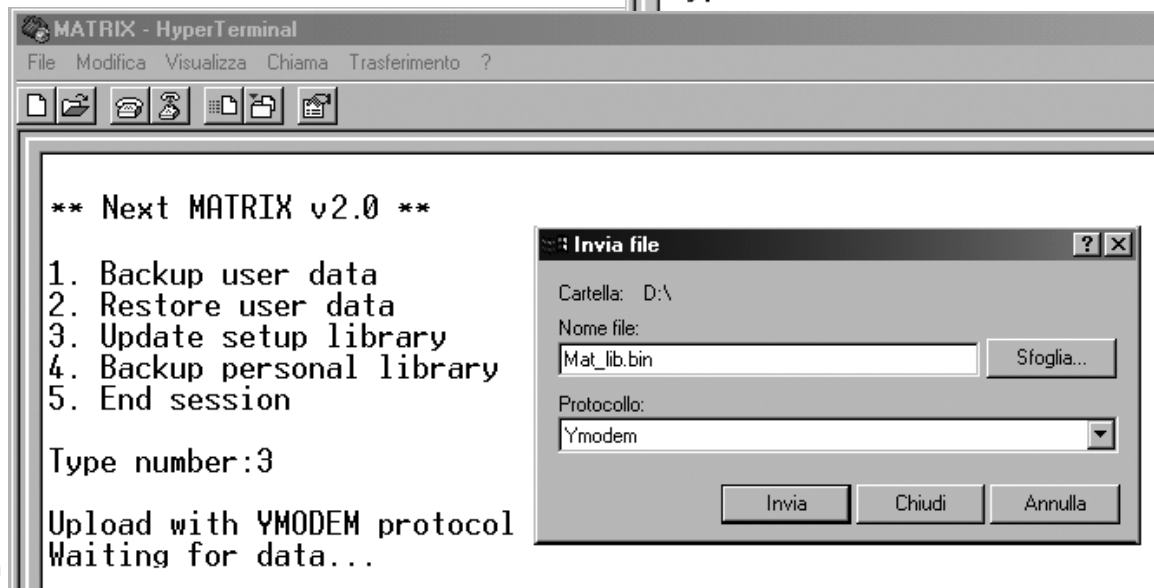 MATRIX - HyperTerminal
File Modifica Visualizza Chiama Trasferimento ?
** Next MATRIX v2.0 **
1. Backup user data
2. Restore user data
3. Update setup library
4. Backup personal library
5. End session
Type number:3
Upload with YMODEM protocol
Waiting for data...
Invia file
Cartella: D:\
Nome file:
Mat_lib.bin
Sfoglia...
Protocollo:
Ymodem
Invia Chiudi Annulla